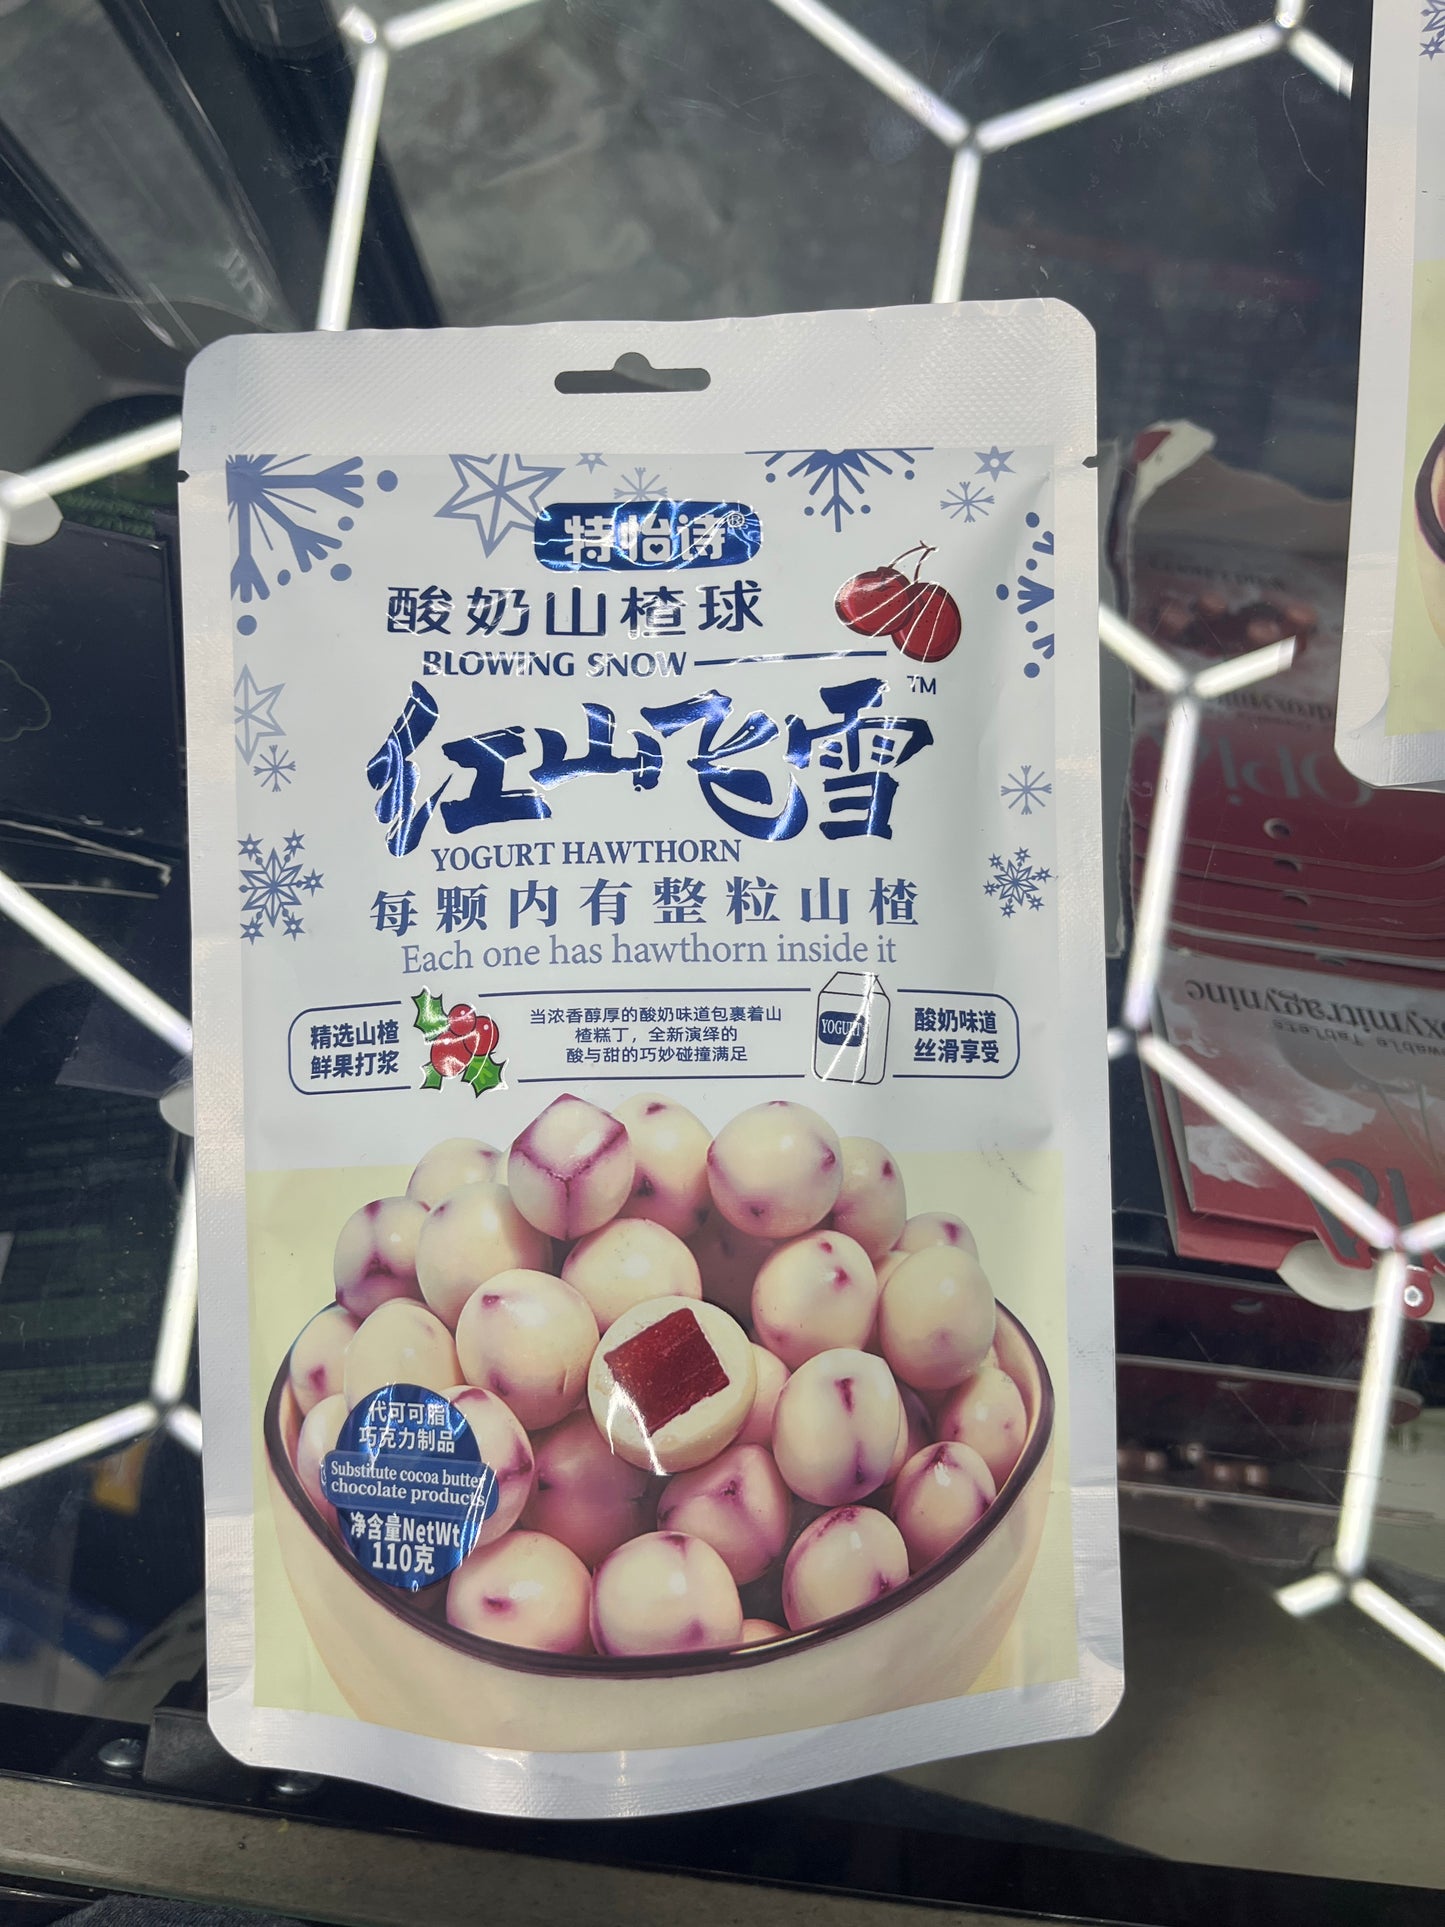 特怡诗®
酸奶山楂球
BLOWING SNOW
红山飞雪™
YOGURT HAWTHORN
每颗内有整粒山楂
Each one has hawthorn inside it
精选山楂
鲜果打浆
当浓香醇厚的酸奶味道包裹着山
楂糕丁，全新演绎的
酸与甜的巧妙碰撞满足
YOGURT
酸奶味道
丝滑享受
代可可脂
巧克力制品
Substitute cocoa butter
chocolate products
净含量NetWt
110克